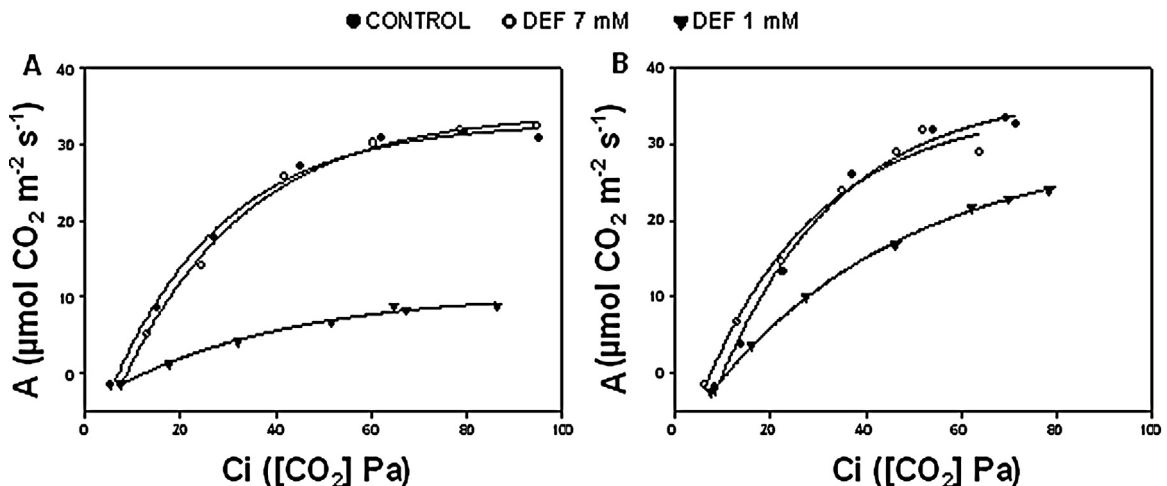 CONTROL DEF 7 mM DEF 1 mM
A
A (µmol CO2 m-2 s-1)
40
30
20
10
0
0 20 40 60 80 100
Ci ([CO2] Pa)
B
A (µmol CO2 m-2 s-1)
40
30
20
10
0
0 20 40 60 80 100
Ci ([CO2] Pa)